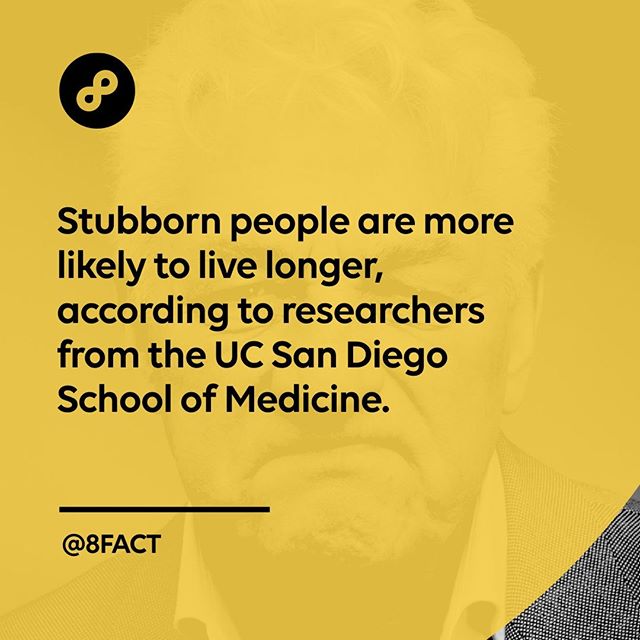 Stubborn people are more
likely to live longer,
according to researchers
from the UC San Diego
School of Medicine.
@8FACT